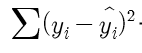 ∑(yᵢ − ŷᵢ)²·